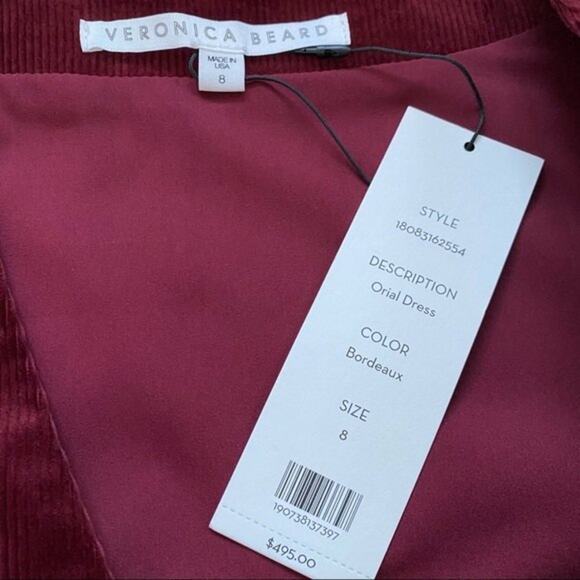 VERONICA BEARD
MADE IN
USA
8
STYLE
18083162554
DESCRIPTION
Orial Dress
COLOR
Bordeaux
SIZE
8
190738137397
$495.00